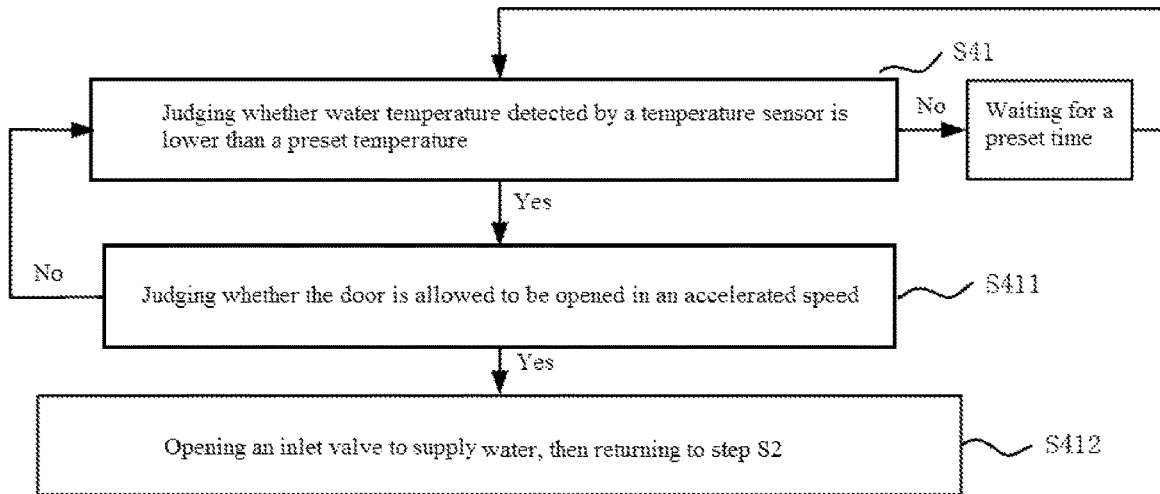 S41
Judging whether water temperature detected by a temperature sensor is
lower than a preset temperature
No
Waiting for a
preset time
Yes
No
Judging whether the door is allowed to be opened in an accelerated speed
S411
Yes
Opening an inlet valve to supply water, then returning to step S2
S412